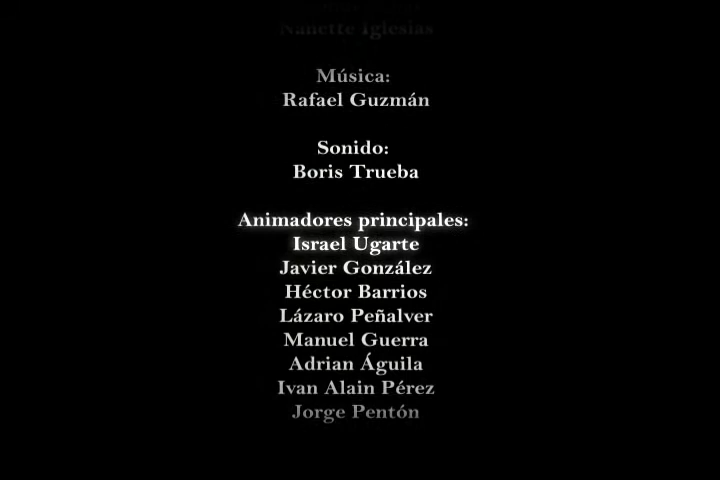 Nanette Iglesias
Música:
Rafael Guzmán
Sonido:
Boris Trueba
Animadores principales:
Israel Ugarte
Javier González
Héctor Barrios
Lázaro Peñalver
Manuel Guerra
Adrian Águila
Ivan Alain Pérez
Jorge Pentón